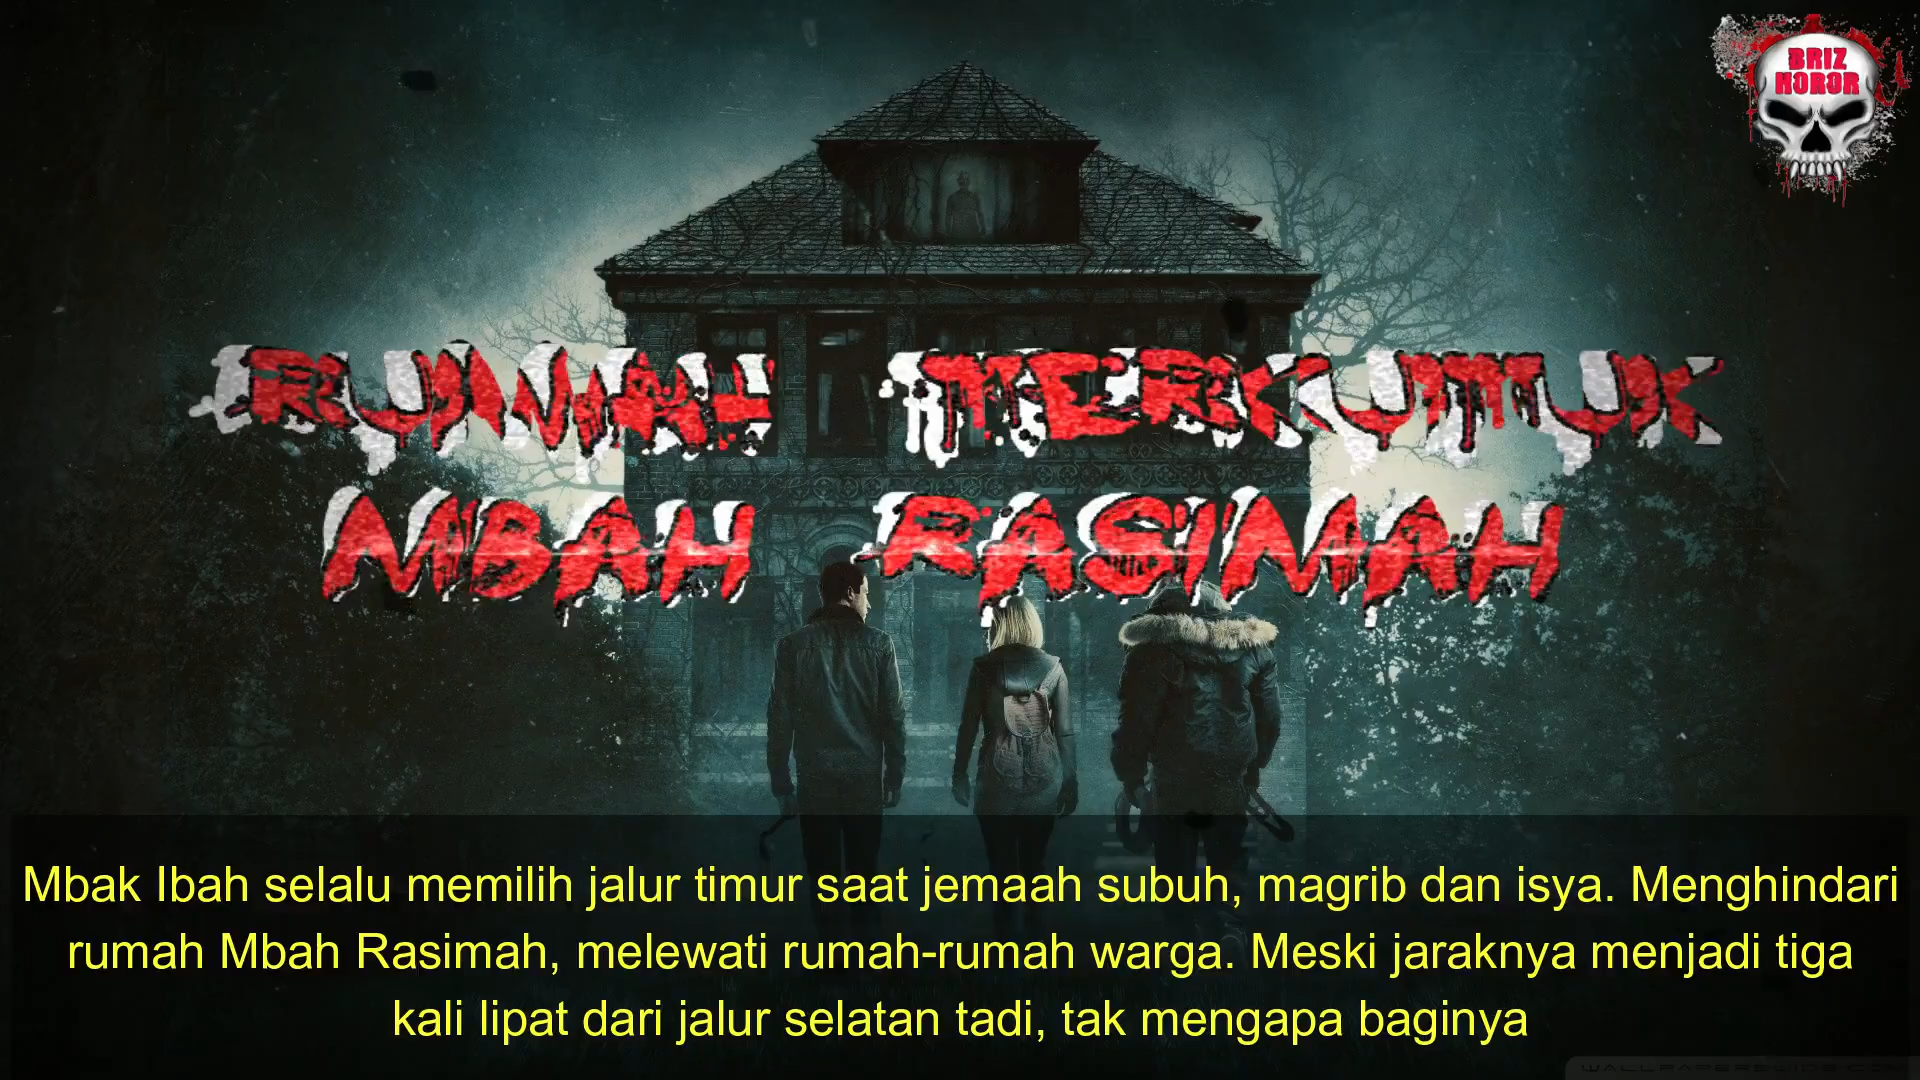 BRIZ
HOROR
RUMAH TERKUTUK
MBAH RASIMAH
Mbak Ibah selalu memilih jalur timur saat jemaah subuh, magrib dan isya. Menghindari
rumah Mbah Rasimah, melewati rumah-rumah warga. Meski jaraknya menjadi tiga
kali lipat dari jalur selatan tadi, tak mengapa baginya